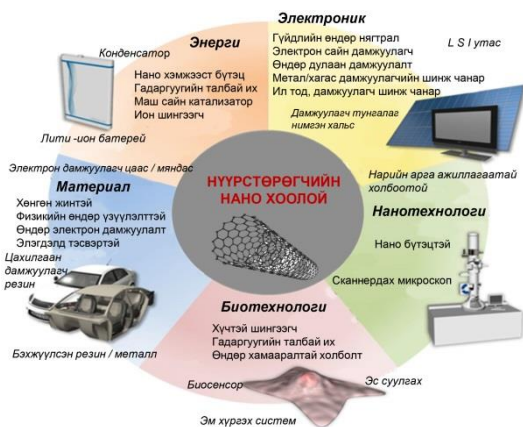 Электроник
Гүйдлийн өндөр нягтрал
Электрон сайн дамжуулагч
Өндөр дулаан дамжуулалт
Метал/хагас дамжуулагчийн шинж чанар
Ил тод, дамжуулагч шинж чанар
L S I утас
Дамжуулагч тунгалаг
нимгэн хальс
Нарийн арга ажиллагаатай
холбоотой
Энерги
Конденсатор
Нано хэмжээст бүтэц
Гадаргуугийн талбай их
Маш сайн катализатор
Ион шингээгч
Лити -ион батерей
НҮҮРСТӨРӨГЧИЙН
НАНО ХООЛОЙ
Электрон дамжуулагч цаас / мяндас
Материал
Хөнгөн жинтэй
Физикийн өндөр үзүүлэлттэй
Өндөр электрон дамжуулалт
Элэгдэлд тэсвэртэй
Цахилгаан
дамжуулагч
резин
Бэхжүүлсэн резин / металл
Нанотехнологи
Нано бүтэцтэй
Сканнердах микроскоп
Биотехнологи
Хүчтэй шингээгч
Гадаргуугийн талбай их
Өндөр хамааралтай холболт
Биосенсор
Эс суулгах
Эм хүргэх систем